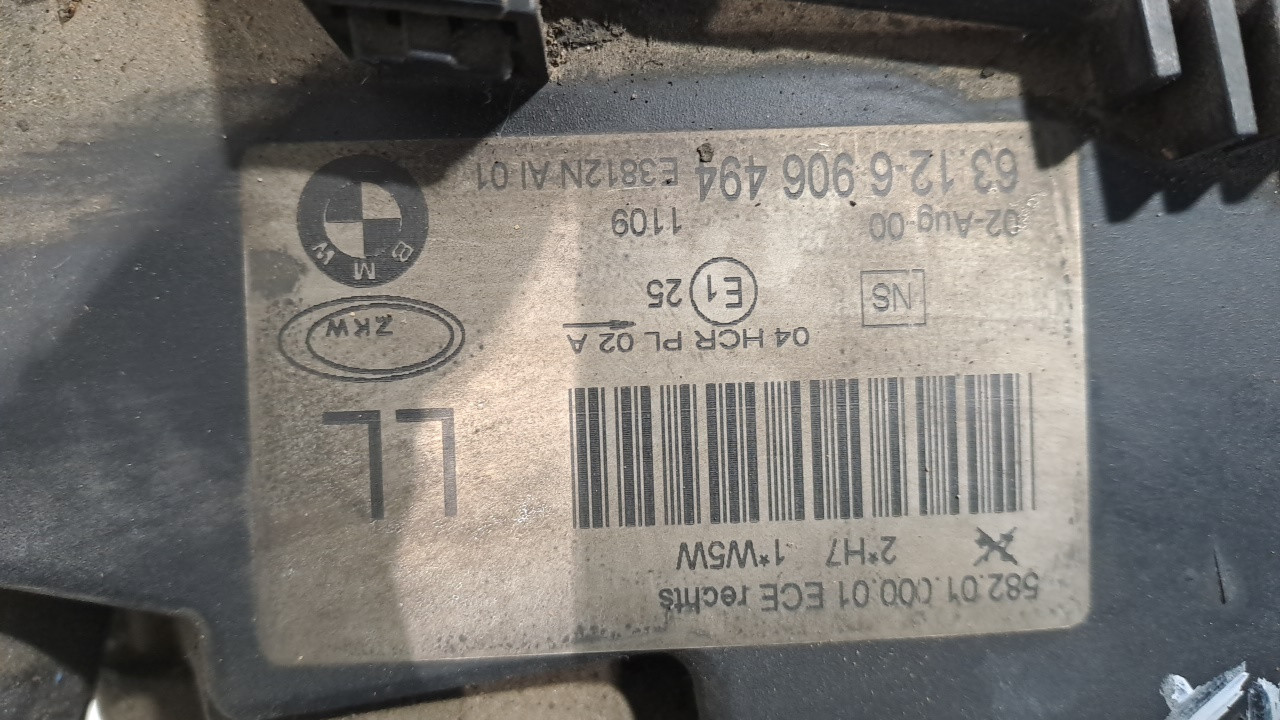 582.01.000.01 ECE rechts
2*H7 1*W5W
LL
04 HCR PL 02 A
ZKW
NS E1 25
BMW
02-Aug-00 1109
63.12-6 906 494 E3812N AI 01